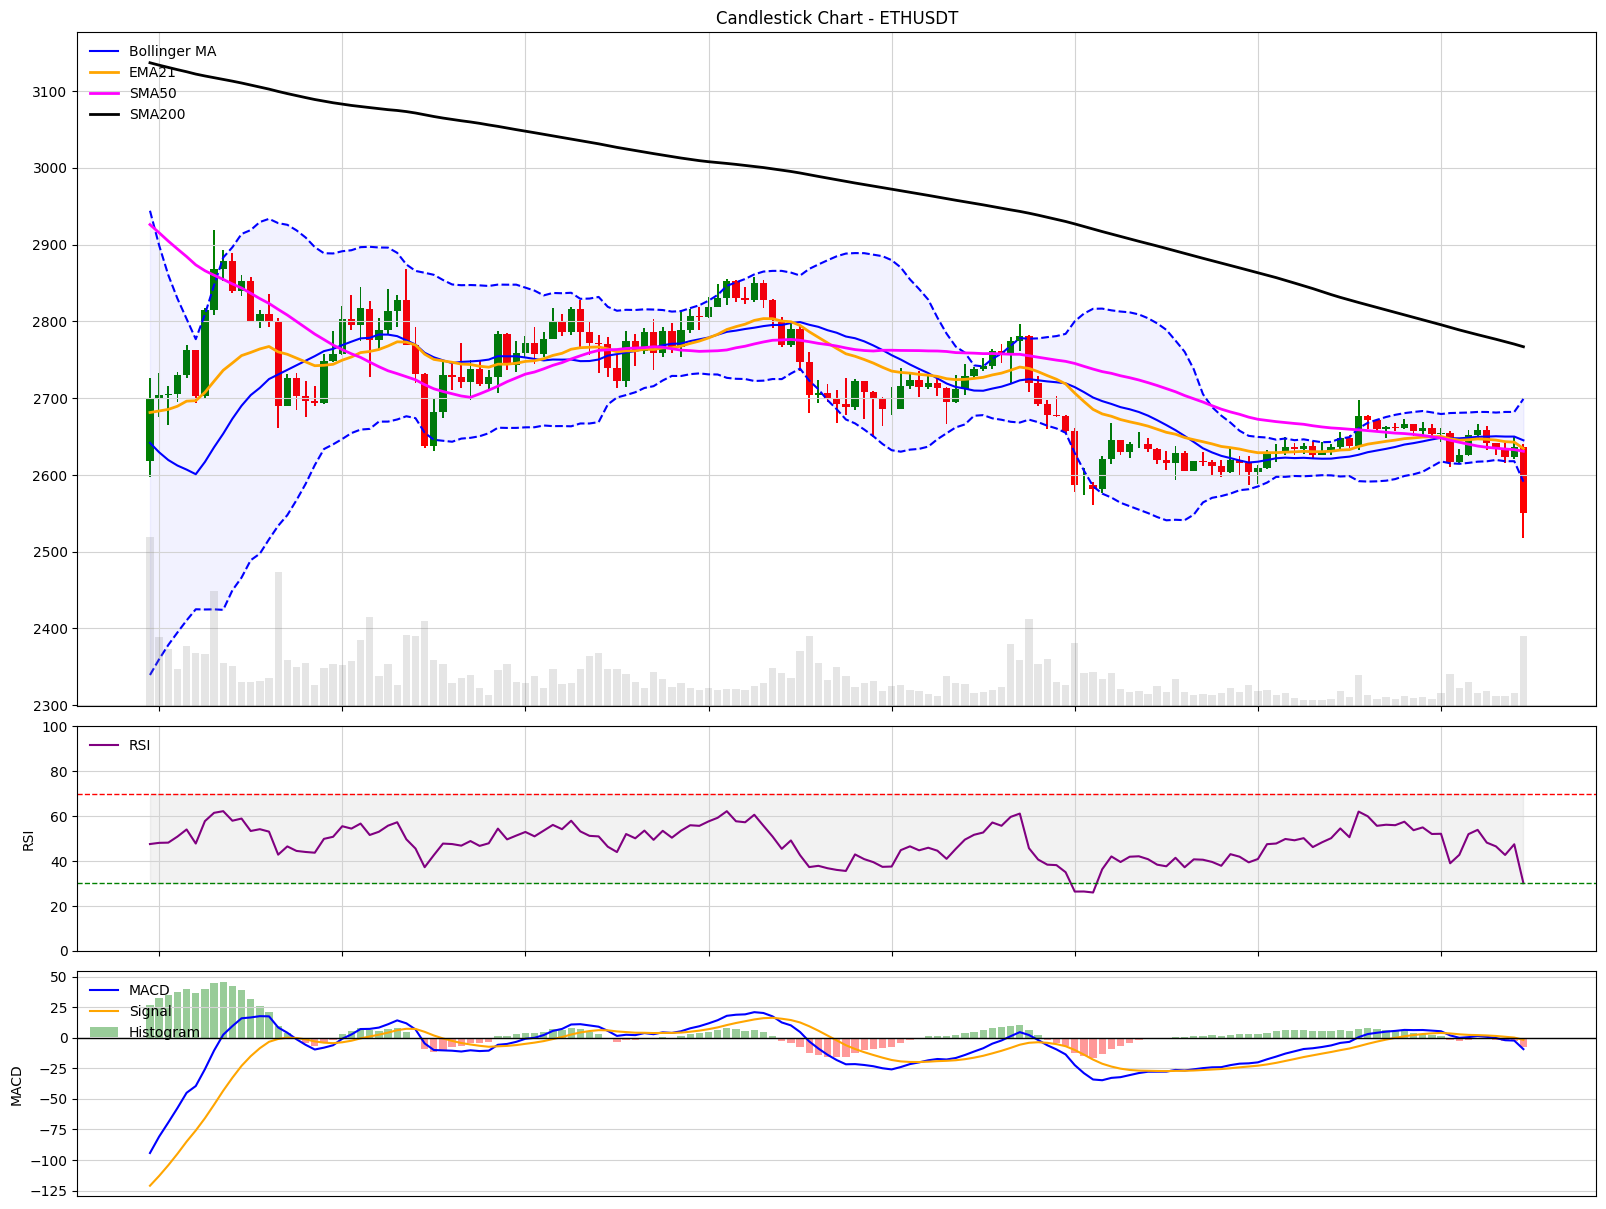 Candlestick Chart - ETHUSDT
Bollinger MA
EMA21
SMA50
SMA200
3100
3000
2900
2800
2700
2600
2500
2400
2300
RSI
RSI
100
80
60
40
20
0
MACD
Signal
Histogram
MACD
50
25
0
−25
−50
−75
−100
−125